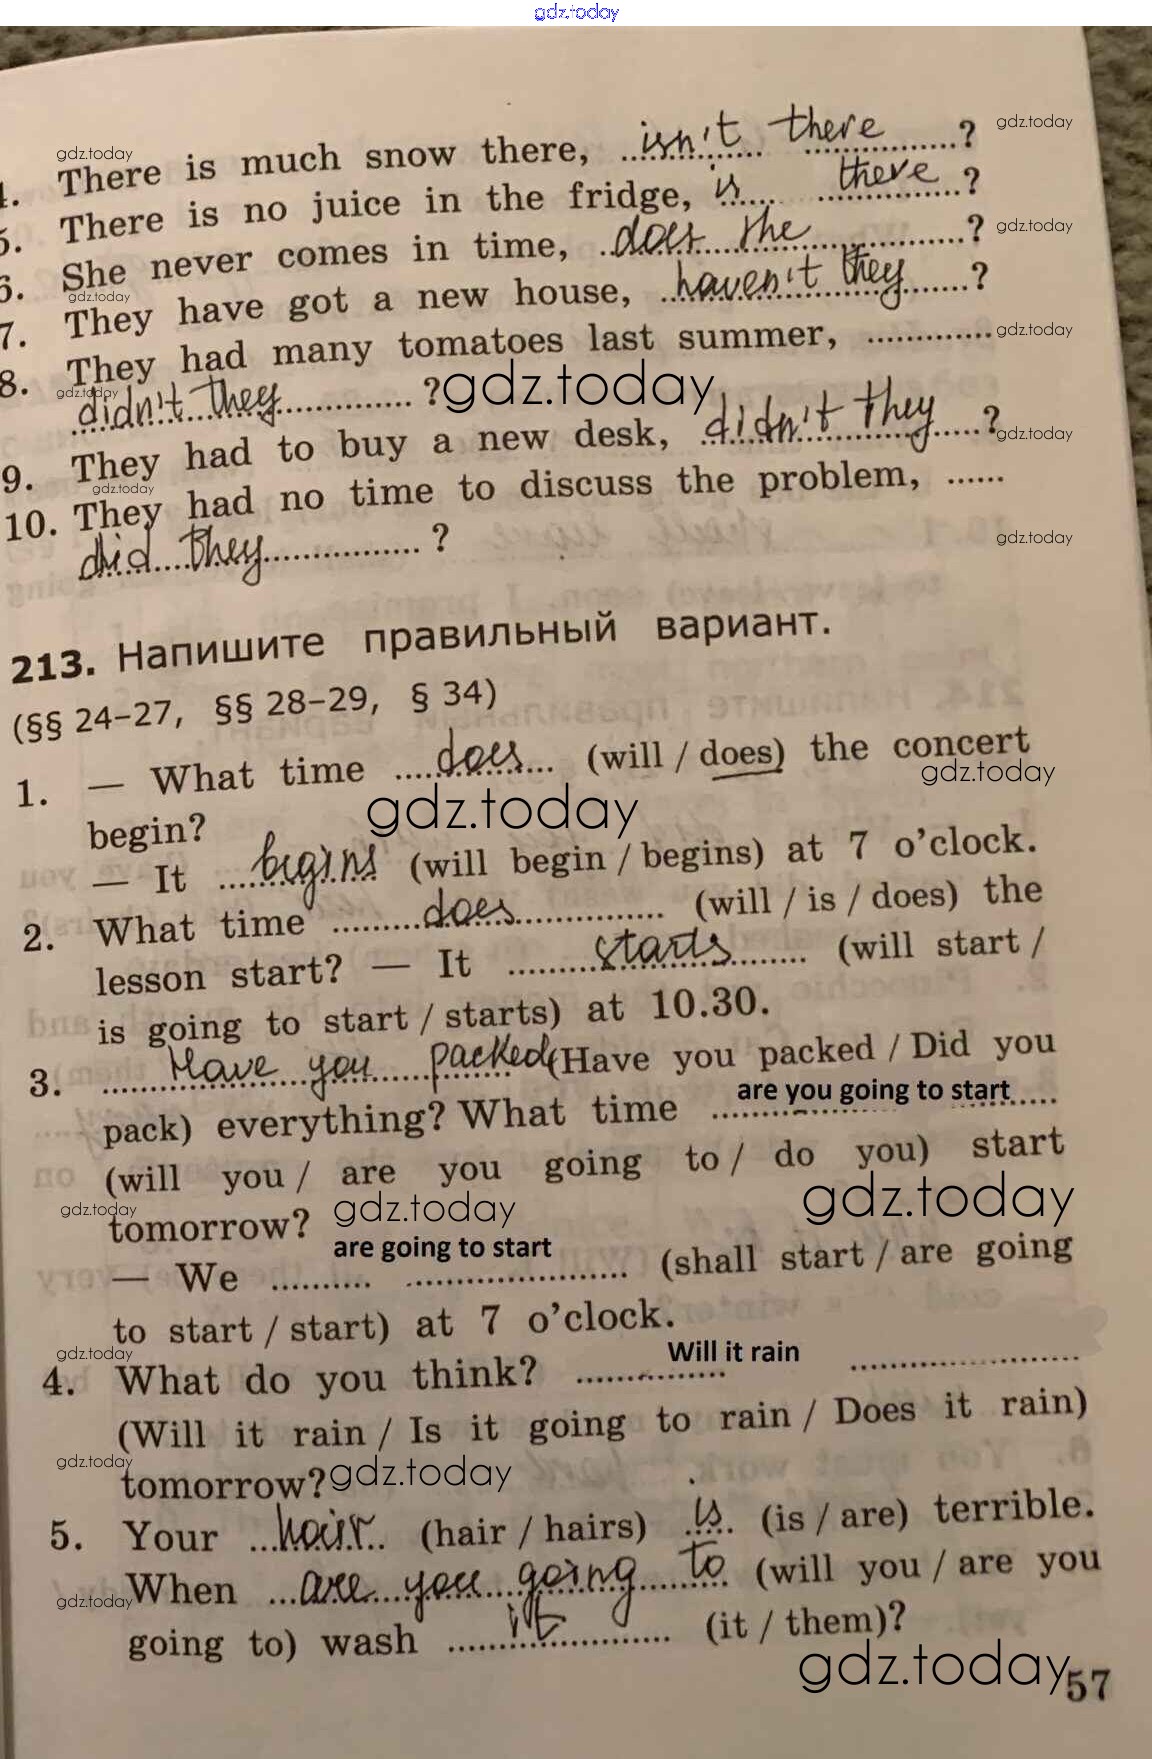 gdz.today
4. There is much snow there, isn't there ?
5. There is no juice in the fridge, is there ?
6. She never comes in time, does she ?
7. They have got a new house, haven't they ?
8. They had many tomatoes last summer, ............
didn't they ?
9. They had to buy a new desk, didn't they ?
10. They had no time to discuss the problem, ......
did they ?
213. Напишите правильный вариант.
(§§ 24–27, §§ 28–29, § 34)
1. — What time does (will / does) the concert
begin?
— It begins (will begin / begins) at 7 o'clock.
2. What time does (will / is / does) the
lesson start? — It starts (will start /
is going to start / starts) at 10.30.
3. Have you packed (Have you packed / Did you
pack) everything? What time are you going to start
(will you / are you going to / do you) start
tomorrow?
— We are going to start (shall start / are going
to start / start) at 7 o'clock.
4. What do you think? Will it rain
(Will it rain / Is it going to rain / Does it rain)
tomorrow?
5. Your hair (hair / hairs) is (is / are) terrible.
When are you going to (will you / are you
going to) wash it (it / them)?
57